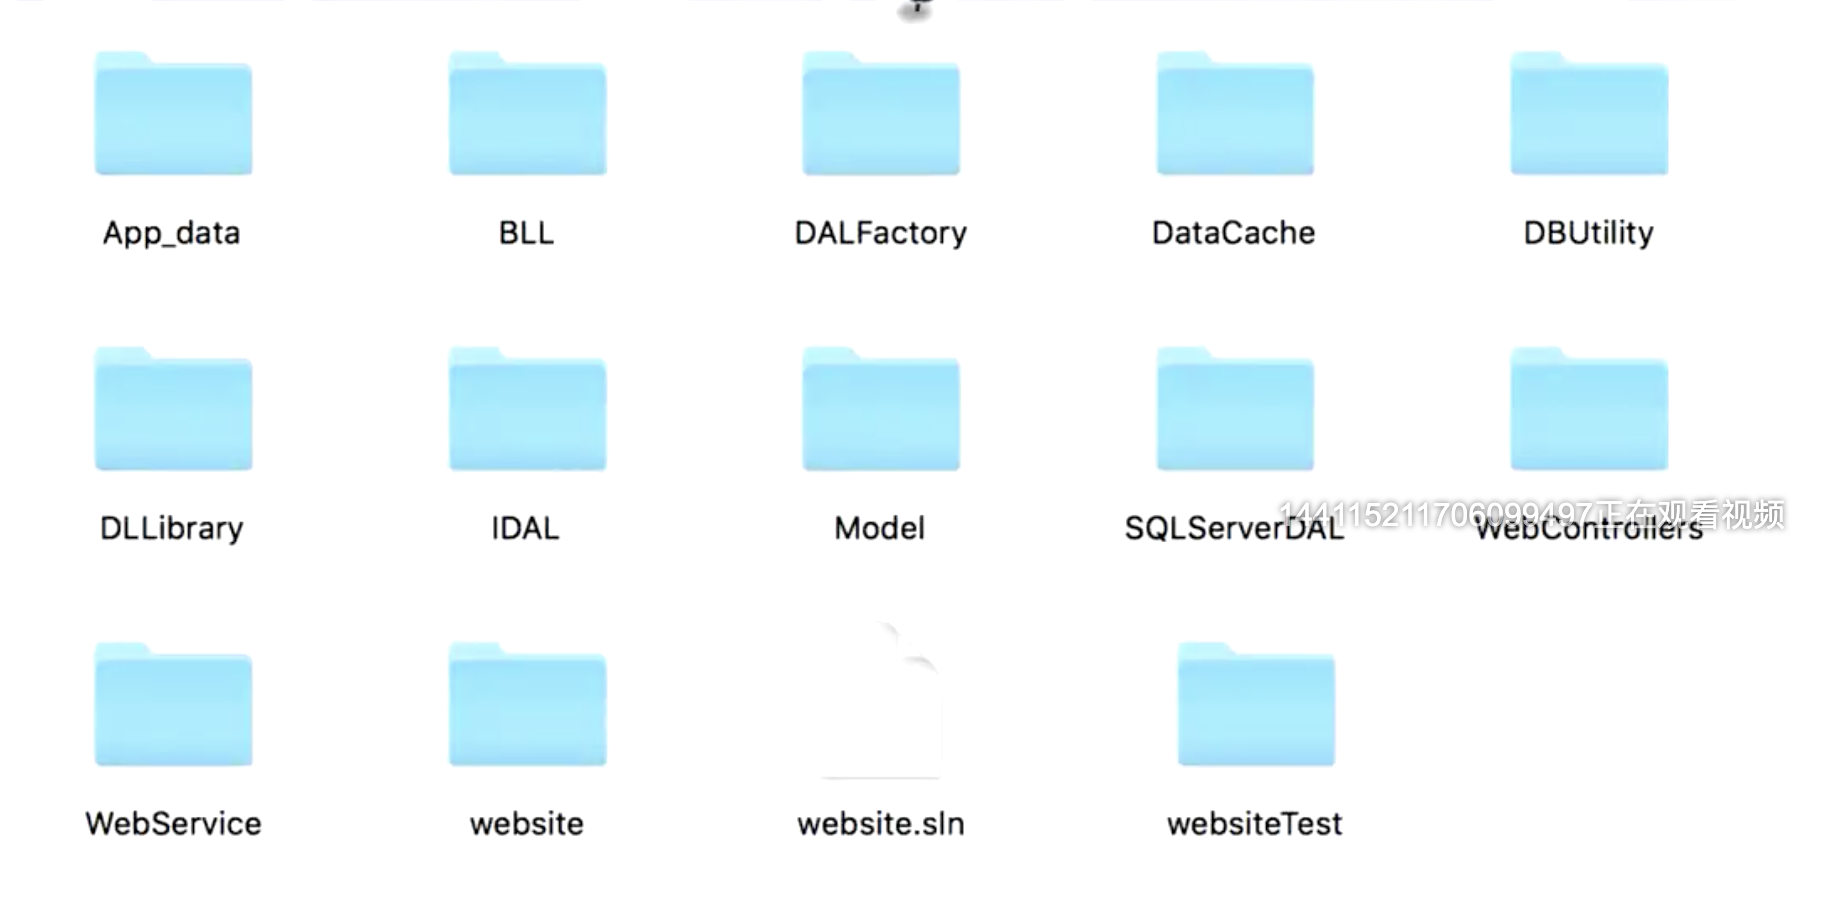 App_data
BLL
DALFactory
DataCache
DBUtility
DLLibrary
IDAL
Model
SQLServerDAL
WebControllers
144115211706099497正在观看视频
WebService
website
website.sln
websiteTest